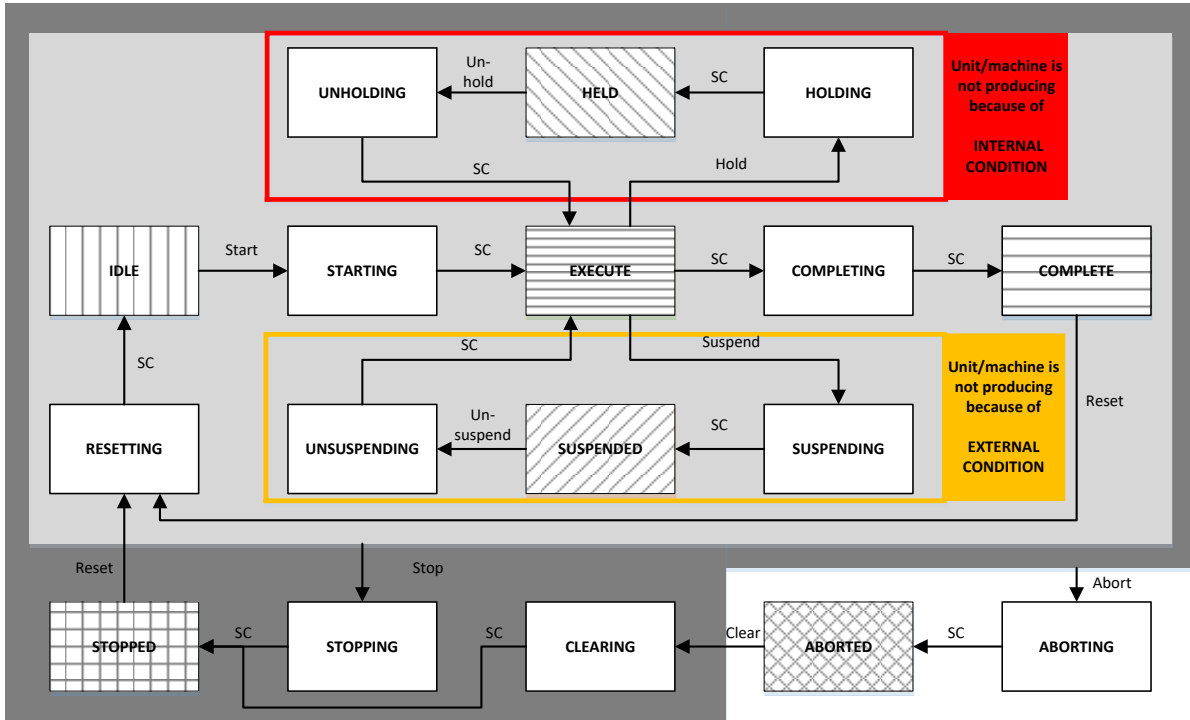 Unit/machine is
not producing
because of
INTERNAL
CONDITION
UNHOLDING
Un-
hold
HELD
SC
HOLDING
SC
Hold
IDLE
Start
STARTING
SC
EXECUTE
SC
COMPLETING
SC
COMPLETE
SC
SC
Suspend
Unit/machine is
not producing
because of
EXTERNAL
CONDITION
Reset
RESETTING
UNSUSPENDING
Un-
suspend
SUSPENDED
SC
SUSPENDING
Reset
Stop
Abort
STOPPED
SC
STOPPING
SC
CLEARING
Clear
ABORTED
SC
ABORTING